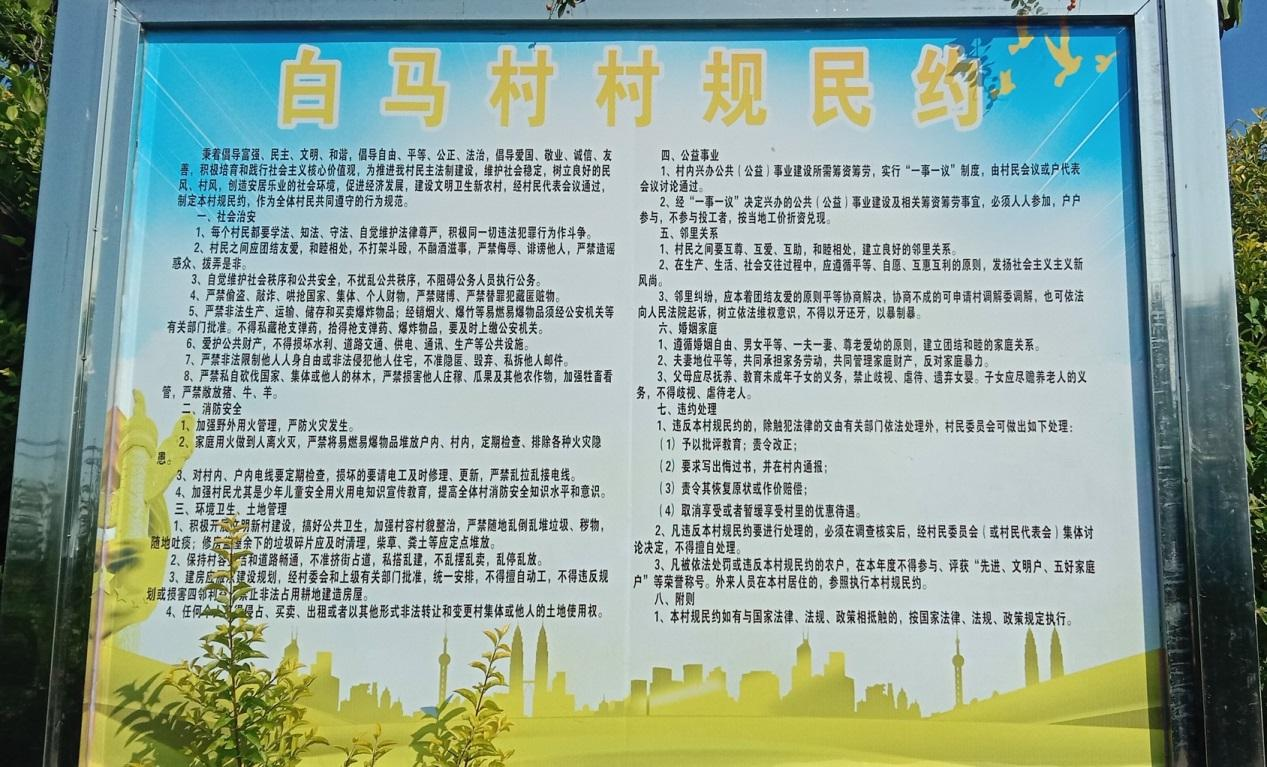 白马村村规民约
秉着倡导富强、民主、文明、和谐，倡导自由、平等、公正、法治，倡导爱国、敬业、诚信、友
善，积极培育和践行社会主义核心价值观，为推进我村民主法制建设，维护社会稳定，树立良好的民
风、村风，创造安居乐业的社会环境，促进经济发展，建设文明卫生新农村，经村民代表会议通过，
制定本村规民约，作为全体村民共同遵守的行为规范。
一、社会治安
1、每个村民都要学法、知法、守法、自觉维护法律尊严，积极同一切违法犯罪行为作斗争。
2、村民之间应团结友爱，和睦相处，不打架斗殴，不酗酒滋事，严禁侮辱、诽谤他人，严禁造谣
惑众、拨弄是非。
3、自觉维护社会秩序和公共安全，不扰乱公共秩序，不阻碍公务人员执行公务。
4、严禁偷盗、敲诈、哄抢国家、集体、个人财物，严禁赌博、严禁替罪犯藏匿赃物。
5、严禁非法生产、运输、储存和买卖爆炸物品；经销烟火、爆竹等易燃易爆物品须经公安机关等
有关部门批准。不得私藏枪支弹药，拾得枪支弹药、爆炸物品，要及时上缴公安机关。
6、爱护公共财产，不得损坏水利、道路交通、供电、通讯、生产等公共设施。
7、严禁非法限制他人人身自由或非法侵犯他人住宅，不准隐匿、毁弃、私拆他人邮件。
8、严禁私自砍伐国家、集体或他人的林木，严禁损害他人庄稼、瓜果及其他农作物，加强牲畜看
管，严禁敞放猪、牛、羊。
二、消防安全
1、加强野外用火管理，严防火灾发生。
2、家庭用火做到人离火灭，严禁将易燃易爆物品堆放户内、村内，定期检查、排除各种火灾隐
患。
3、对村内、户内电线要定期检查，损坏的要请电工及时修理、更新，严禁乱拉乱接电线。
4、加强村民尤其是少年儿童安全用火用电知识宣传教育，提高全体村消防安全知识水平和意识。
三、环境卫生、土地管理
1、积极开文明新村建设，搞好公共卫生，加强村容村貌整治，严禁随地乱倒乱堆垃圾、秽物，
随地吐痰；修房余下的垃圾碎片应及时清理，柴草、粪土等应定点堆放。
2、保持村容洁和道路畅通，不准挤街占道，私搭乱建，不乱摆乱卖，乱停乱放。
3、建房应建设规划，经村委会和上级有关部门批准，统一安排，不得擅自动工，不得违反规
划或损害四邻利禁止非法占用耕地建造房屋。
4、任何侵占、买卖、出租或者以其他形式非法转让和变更村集体或他人的土地使用权。
四、公益事业
1、村内兴办公共（公益）事业建设所需筹资筹劳，实行“一事一议”制度，由村民会议或户代表
会议讨论通过。
2、经“一事一议”决定兴办的公共（公益）事业建设及相关筹资筹劳事宜，必须人人参加，户户
参与，不参与投工者，按当地工价折资兑现。
五、邻里关系
1、村民之间要互尊、互爱、互助、和睦相处，建立良好的邻里关系。
2、在生产、生活、社会交往过程中，应遵循平等、自愿、互惠互利的原则，发扬社会主义主义新
风尚。
3、邻里纠纷，应本着团结友爱的原则平等协商解决，协商不成的可申请村调解委调解，也可依法
向人民法院起诉，树立依法维权意识，不得以牙还牙，以暴制暴。
六、婚姻家庭
1、遵循婚姻自由、男女平等、一夫一妻、尊老爱幼的原则，建立团结和睦的家庭关系。
2、夫妻地位平等，共同承担家务劳动，共同管理家庭财产，反对家庭暴力。
3、父母应尽抚养、教育未成年子女的义务，禁止歧视、虐待、遗弃女婴。子女应尽赡养老人的义
务，不得歧视、虐待老人。
七、违约处理
1、违反本村规民约的，除触犯法律的交由有关部门依法处理外，村民委员会可做出如下处理：
(1）予以批评教育；责令改正；
(2）要求写出悔过书，并在村内通报；
(3）责令其恢复原状或作价赔偿；
(4）取消享受或者暂缓享受村里的优惠待遇。
2、凡违反本村规民约要进行处理的，必须在调查核实后，经村民委员会（或村民代表会）集体讨
论决定，不得擅自处理。
3、凡被依法处罚或违反本村规民约的农户，在本年度不得参与、评获“先进、文明户、五好家庭
户”等荣誉称号。外来人员在本村居住的，参照执行本村规民约。
八、附则
1、本村规民约如有与国家法律、法规、政策相抵触的，按国家法律、法规、政策规定执行。